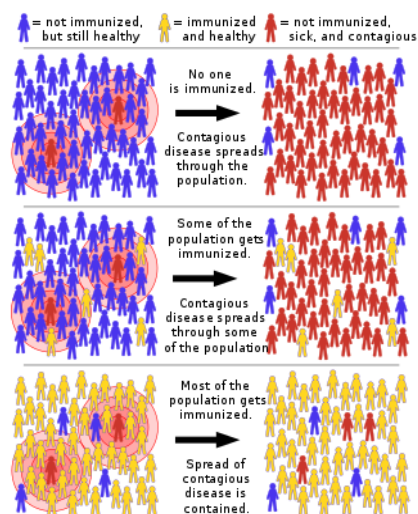 = not immunized, but still healthy
= immunized and healthy
= not immunized, sick, and contagious
No one
is immunized.
Contagious
disease spreads
through the
population.
Some of the
population gets
immunized.
Contagious
disease spreads
through some
of the population
Most of the
population gets
immunized.
Spread of
contagious
disease is
contained.